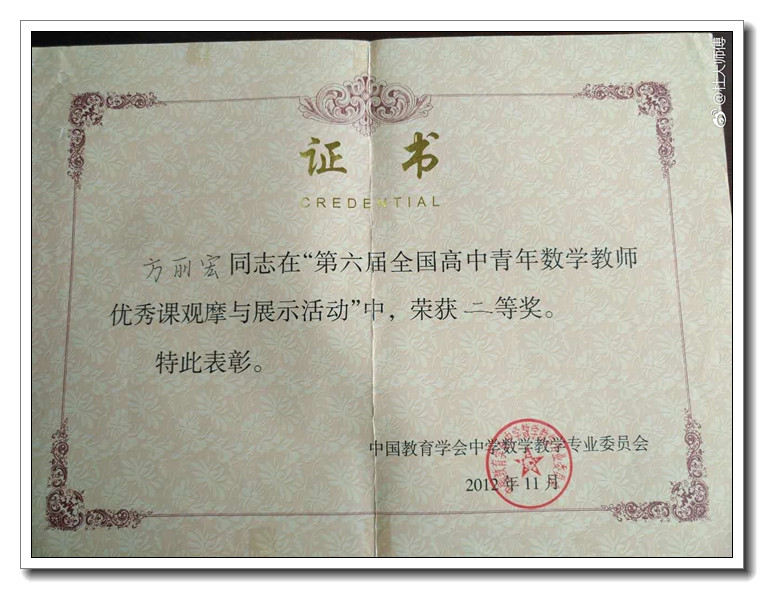 证 书
CREDENTIAL
方丽宏同志在“第六届全国高中青年数学教师
优秀课观摩与展示活动”中，荣获二等奖。
特此表彰。
中国教育学会中学数学教学专业委员会
2012年11月